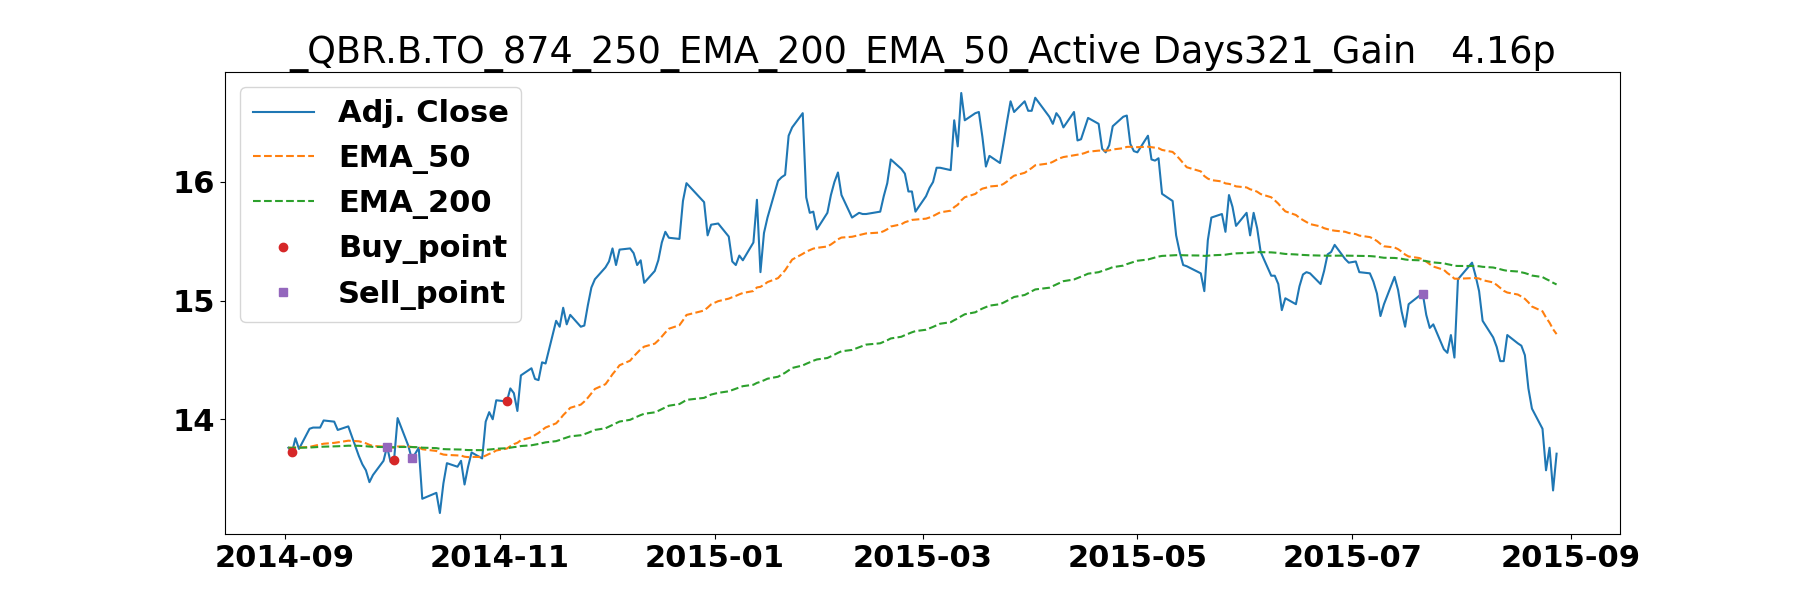 _QBR.B.TO_874_250_EMA_200_EMA_50_Active Days321_Gain   4.16p
Adj. Close
EMA_50
EMA_200
Buy_point
Sell_point
16
15
14
2014-09 2014-11 2015-01 2015-03 2015-05 2015-07 2015-09